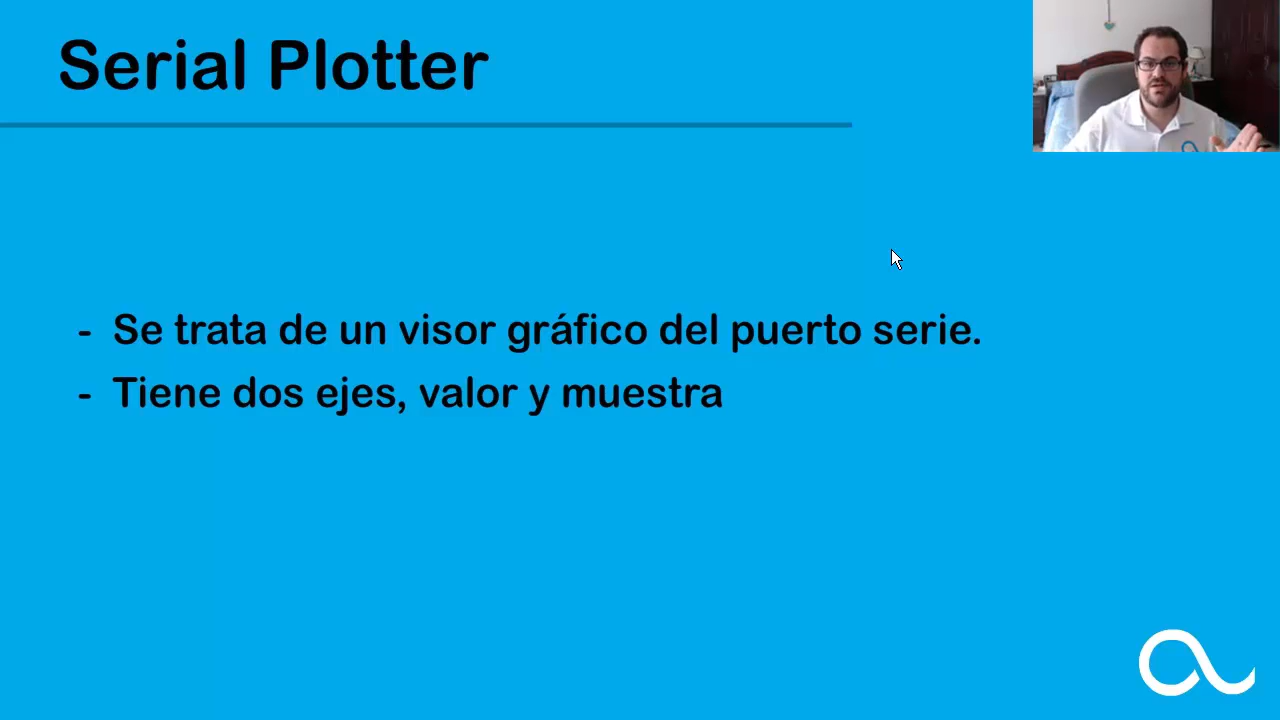 Serial Plotter
- Se trata de un visor gráfico del puerto serie.
- Tiene dos ejes, valor y muestra